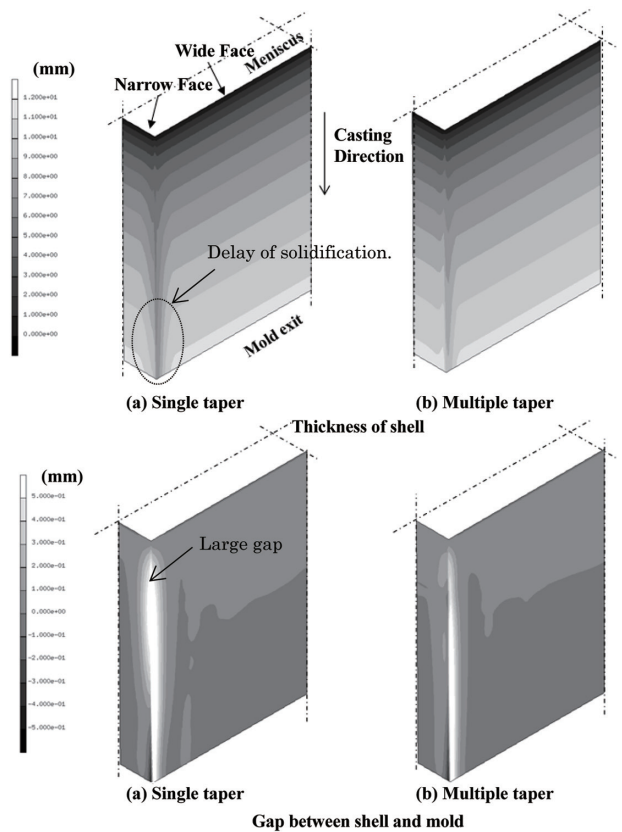 (mm)
1.200e+01
1.100e+01
1.000e+01
9.000e+00
8.000e+00
7.000e+00
6.000e+00
5.000e+00
4.000e+00
3.000e+00
2.000e+00
1.000e+00
0.000e+00
Wide Face
Meniscus
Narrow Face
Casting
Direction
Delay of solidification.
Mold exit
(a) Single taper
(b) Multiple taper
Thickness of shell
(mm)
5.000e-01
4.000e-01
3.000e-01
2.000e-01
1.000e-01
0.000e+00
-1.000e-01
-2.000e-01
-3.000e-01
-4.000e-01
-5.000e-01
Large gap
(a) Single taper
(b) Multiple taper
Gap between shell and mold